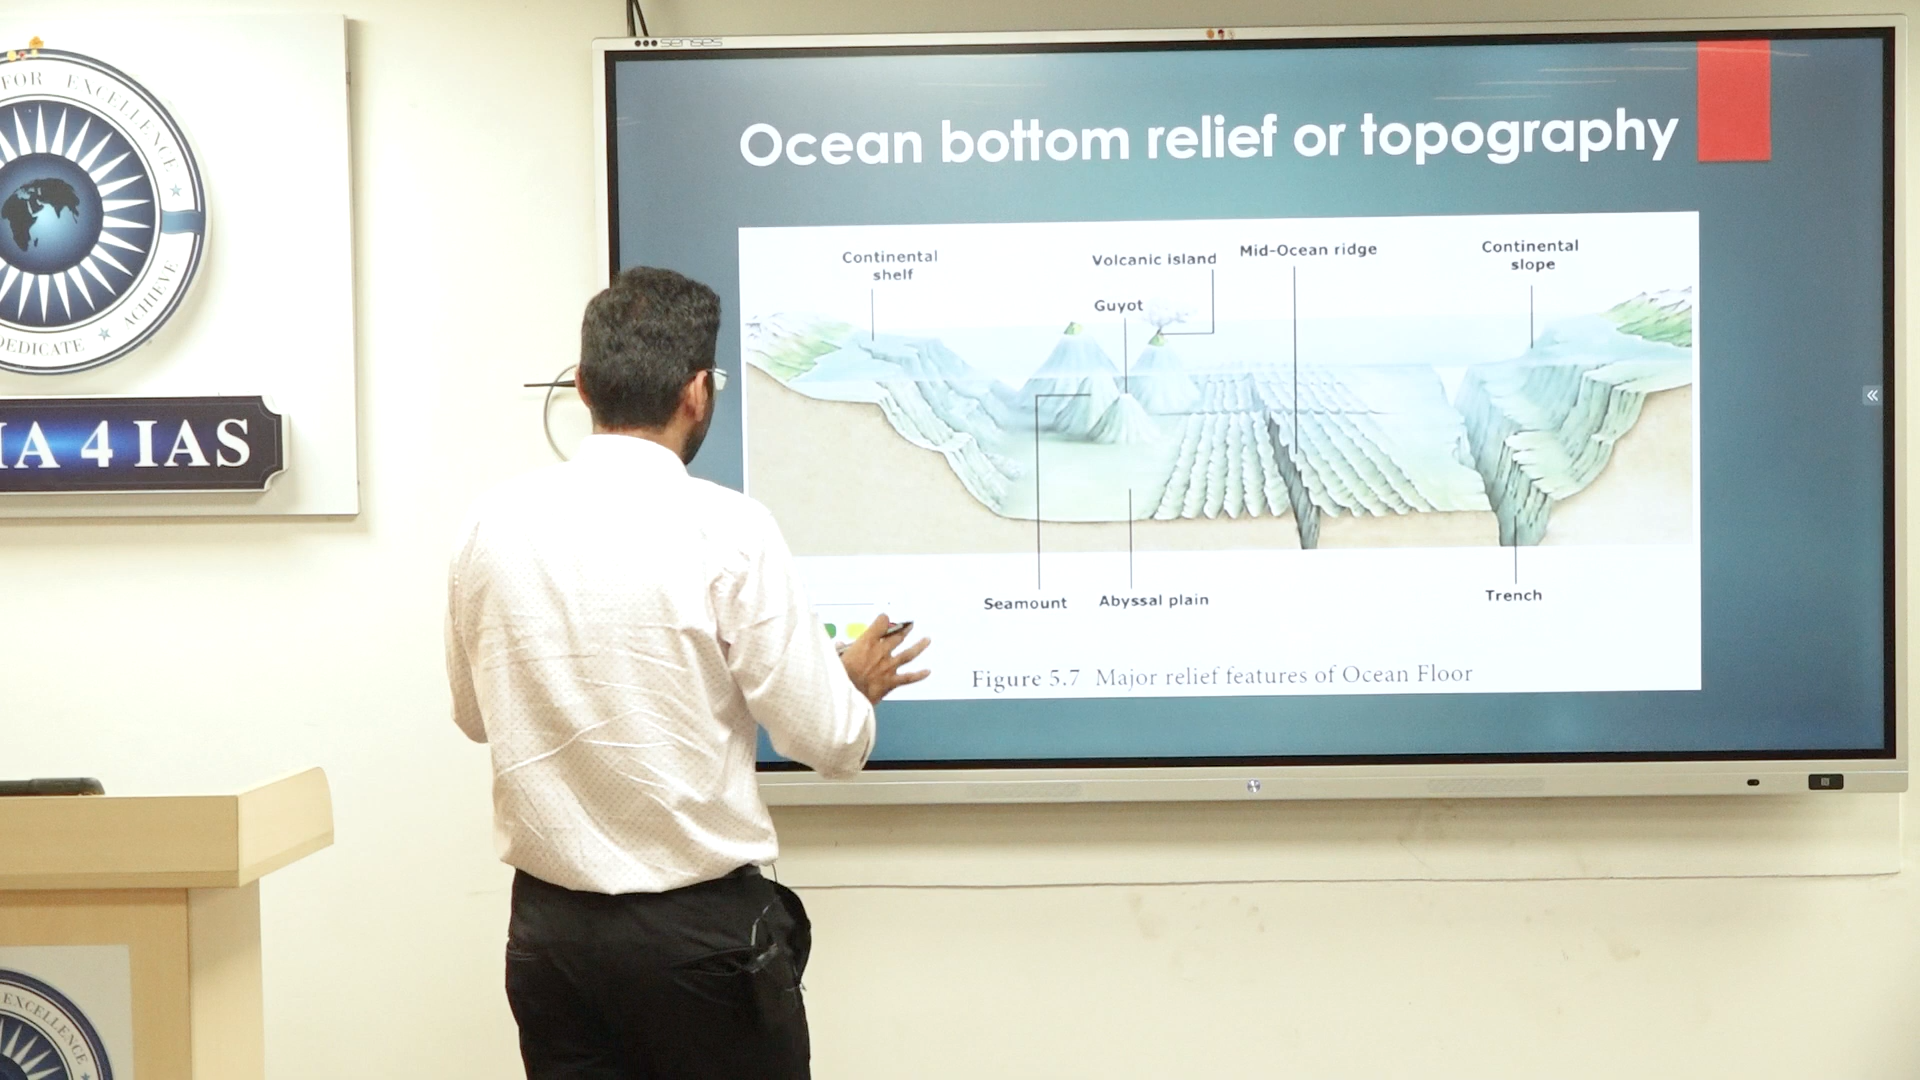 FOR EXCELLENCE
DEDICATE ★ ACHIEVE
4 IAS
senses
Ocean bottom relief or topography
Continental
shelf
Volcanic island
Mid-Ocean ridge
Continental
slope
Guyot
Seamount
Abyssal plain
Trench
Figure 5.7 Major relief features of Ocean Floor
EXCELLENCE